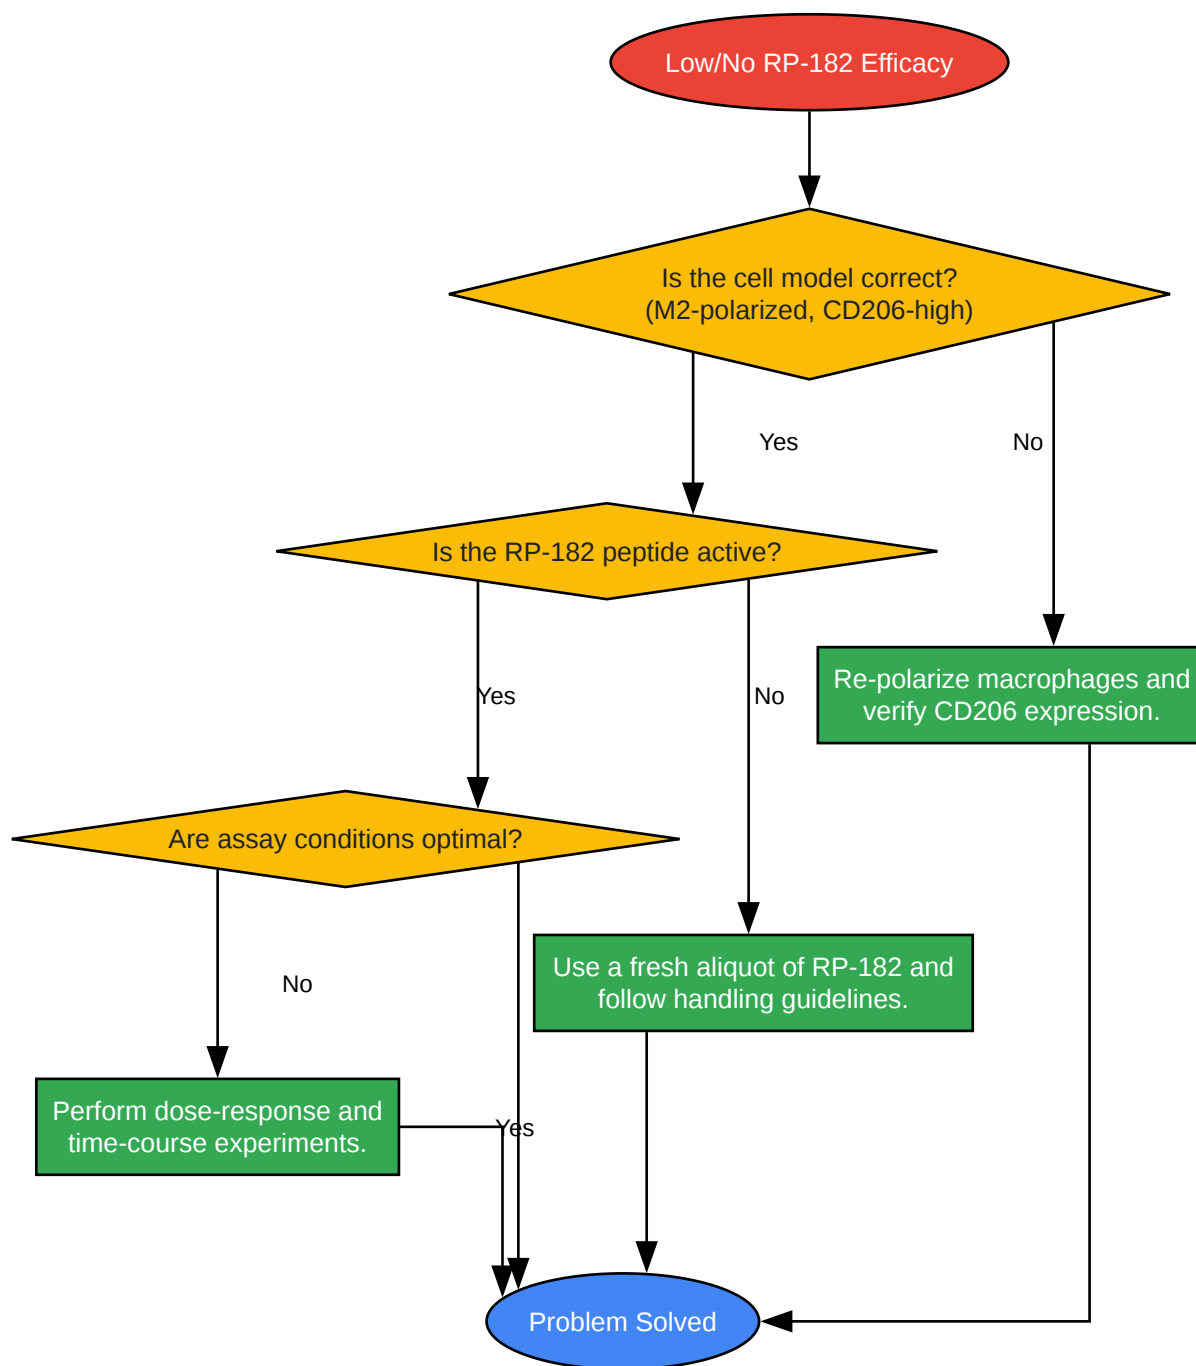 Low/No RP-182 Efficacy
Is the cell model correct?
(M2-polarized, CD206-high)
Yes
No
Is the RP-182 peptide active?
Re-polarize macrophages and
verify CD206 expression.
Yes
No
Are assay conditions optimal?
Use a fresh aliquot of RP-182 and
follow handling guidelines.
No
Perform dose-response and
time-course experiments.
Yes
Problem Solved